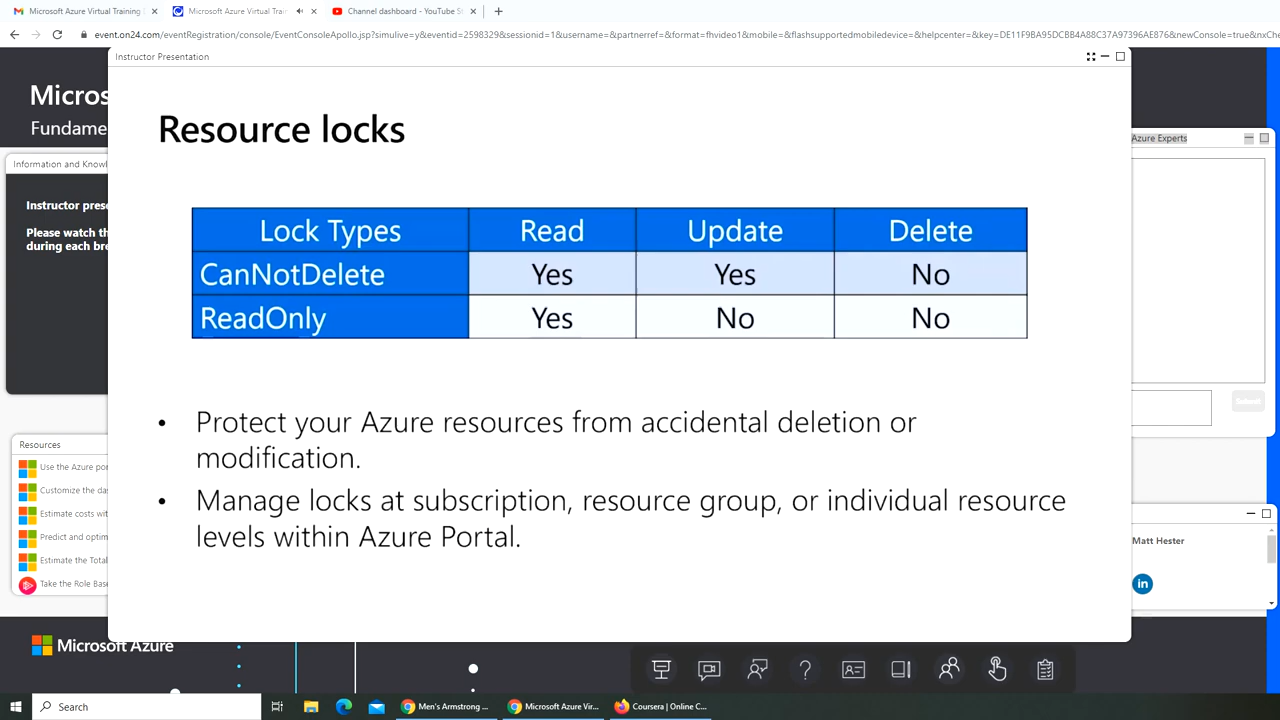 Microsoft Azure Virtual Training
Microsoft Azure Virtual Train
Channel dashboard - YouTube St
event.on24.com/eventRegistration/console/EventConsoleApollo.jsp?simulive=y&eventid=2598329&sessionid=1&username=&partnerref=&format=fhvideo1&mobile=&flashsupportedmobiledevice=&helpcenter=&key=DE11F9BA95DCBB4A88C37A97396AE876&newConsole=true&nxChe
Instructor Presentation
Micros
Fundame
Information and Knowl
Instructor prese
Please watch th
during each bre
Azure Experts
Resource locks
Lock Types Read Update Delete
CanNotDelete Yes Yes No
ReadOnly Yes No No
• Protect your Azure resources from accidental deletion or
modification.
• Manage locks at subscription, resource group, or individual resource
levels within Azure Portal.
Submit
Resources
Use the Azure por
Customize the das
Estimate costs wit
Predict and optim
Estimate the Total
Take the Role Base
Matt Hester
in
Microsoft Azure
Search
Men's Armstrong ...
Microsoft Azure Vir...
Coursera | Online C...